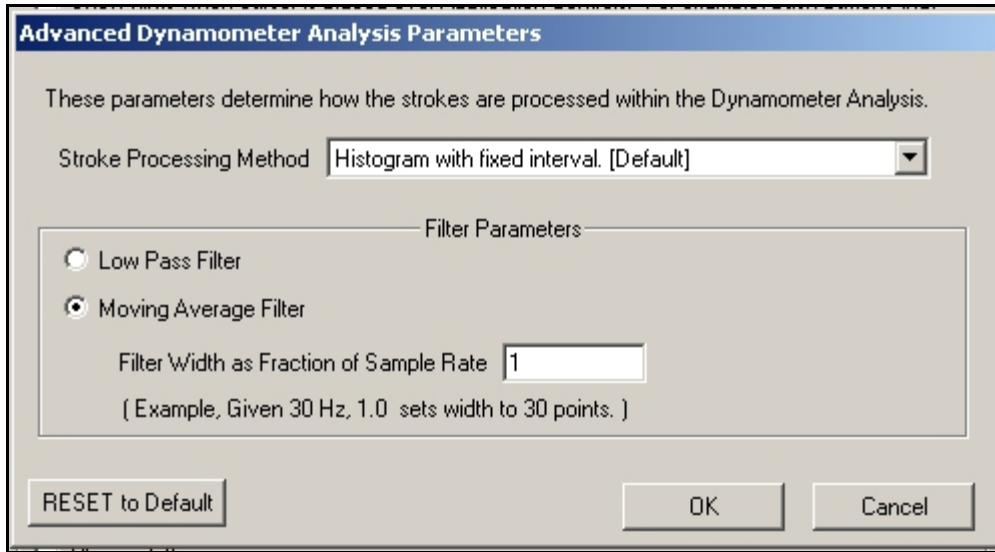 Advanced Dynamometer Analysis Parameters
These parameters determine how the strokes are processed within the Dynamometer Analysis.
Stroke Processing Method Histogram with fixed interval. [Default]
Filter Parameters
Low Pass Filter
Moving Average Filter
Filter Width as Fraction of Sample Rate 1
( Example, Given 30 Hz, 1.0 sets width to 30 points. )
RESET to Default OK Cancel